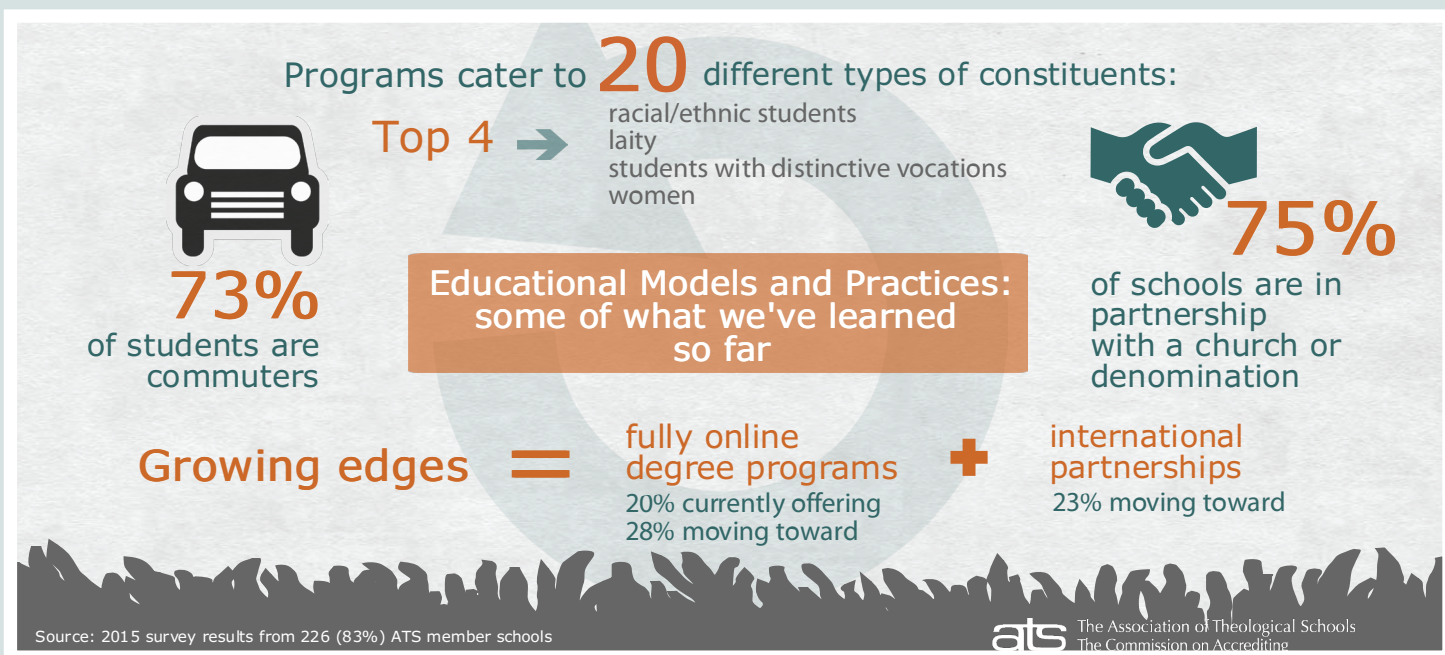 Programs cater to 20 different types of constituents:
Top 4
racial/ethnic students
laity
students with distinctive vocations
women
73%
of students are
commuters
Educational Models and Practices:
some of what we've learned
so far
75%
of schools are in
partnership
with a church or
denomination
Growing edges =
fully online
degree programs
20% currently offering
28% moving toward
+
international
partnerships
23% moving toward
Source: 2015 survey results from 226 (83%) ATS member schools
ats
The Association of Theological Schools
The Commission on Accrediting